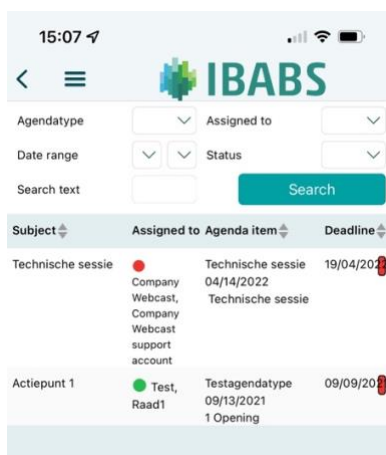 15:07
IBABS
Agendatype
Assigned to
Date range
Status
Search text
Search
Subject Assigned to Agenda item Deadline
Technische sessie
Company
Webcast,
Company
Webcast
support
account
Technische sessie
04/14/2022
Technische sessie
19/04/2022
Actiepunt 1
Test,
Raad1
Testagendatype
09/13/2021
1 Opening
09/09/2021